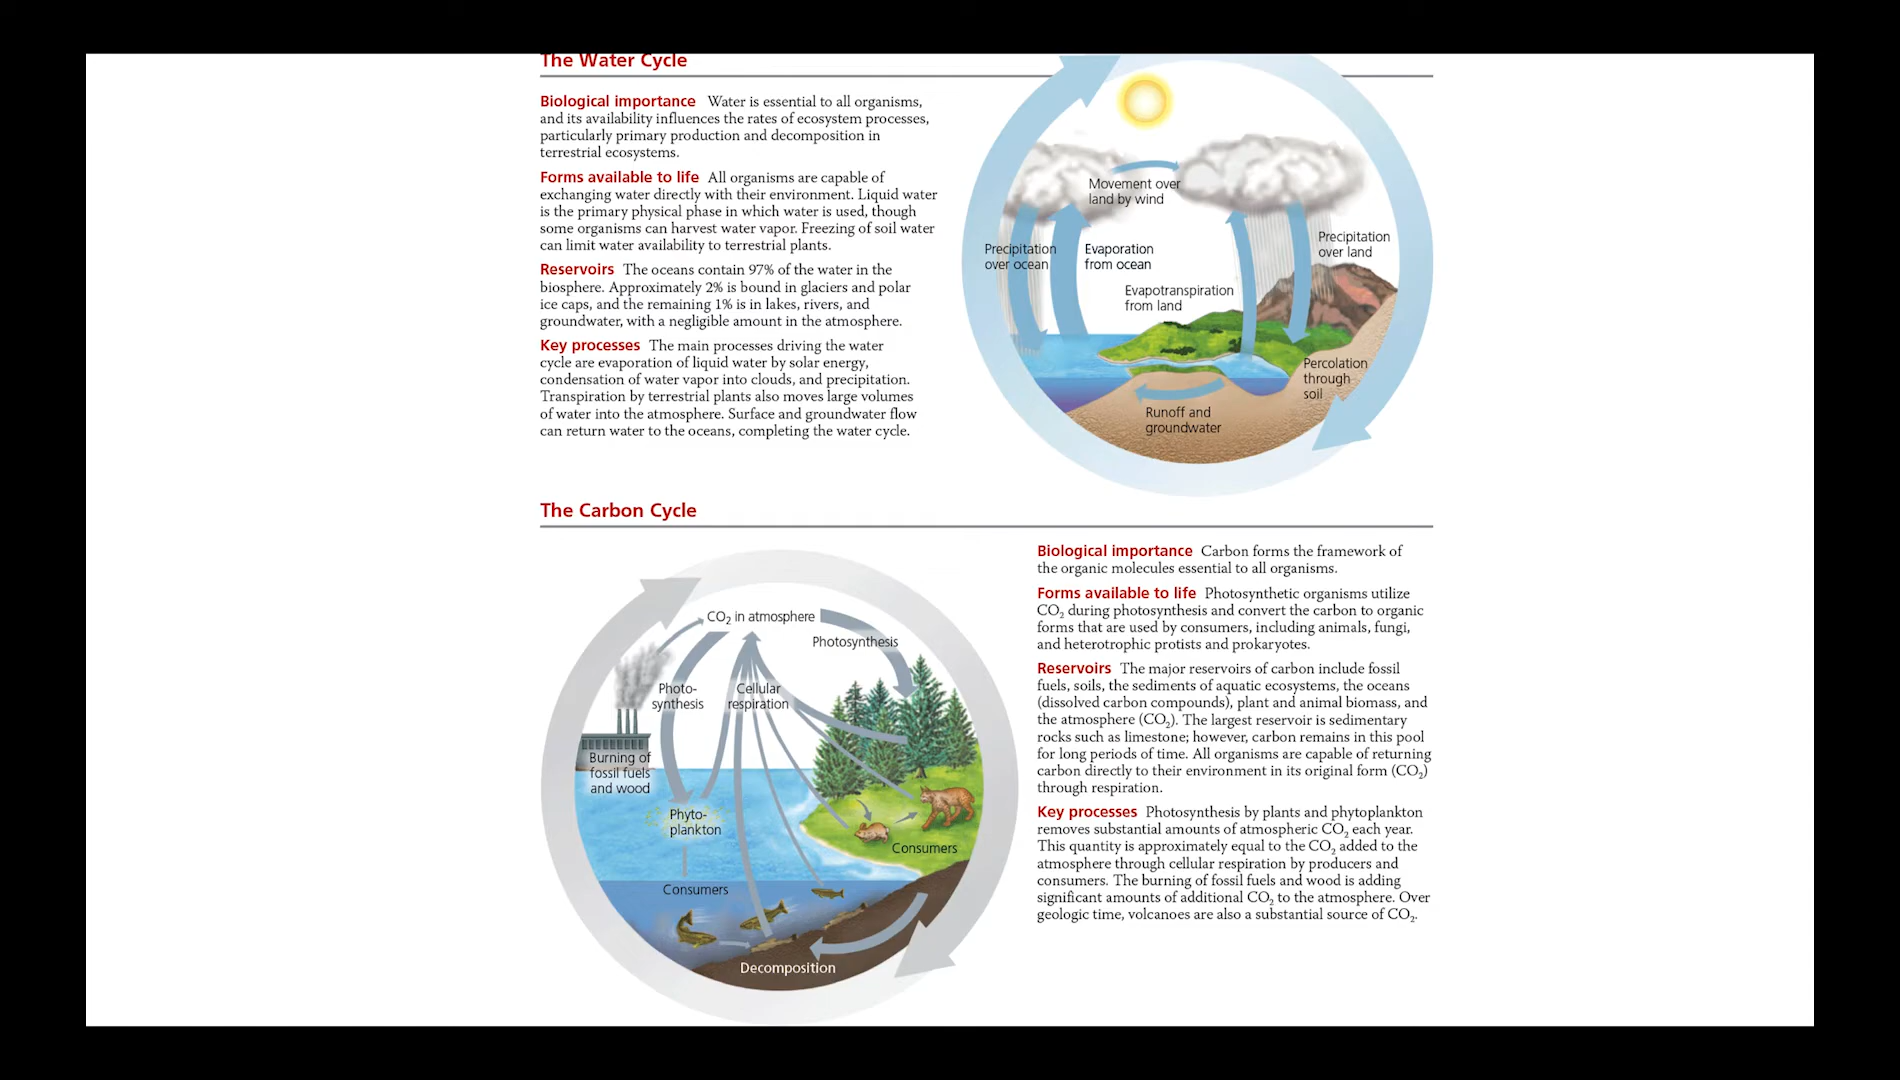 The Water Cycle
Biological importance Water is essential to all organisms,
and its availability influences the rates of ecosystem processes,
particularly primary production and decomposition in
terrestrial ecosystems.
Forms available to life All organisms are capable of
exchanging water directly with their environment. Liquid water
is the primary physical phase in which water is used, though
some organisms can harvest water vapor. Freezing of soil water
can limit water availability to terrestrial plants.
Reservoirs The oceans contain 97% of the water in the
biosphere. Approximately 2% is bound in glaciers and polar
ice caps, and the remaining 1% is in lakes, rivers, and
groundwater, with a negligible amount in the atmosphere.
Key processes The main processes driving the water
cycle are evaporation of liquid water by solar energy,
condensation of water vapor into clouds, and precipitation.
Transpiration by terrestrial plants also moves large volumes
of water into the atmosphere. Surface and groundwater flow
can return water to the oceans, completing the water cycle.
Movement over
land by wind
Precipitation
over ocean
Evaporation
from ocean
Precipitation
over land
Evapotranspiration
from land
Percolation
through
soil
Runoff and
groundwater
The Carbon Cycle
CO₂ in atmosphere
Photosynthesis
Photo-
synthesis
Cellular
respiration
Burning of
fossil fuels
and wood
Phyto-
plankton
Consumers
Consumers
Decomposition
Biological importance Carbon forms the framework of
the organic molecules essential to all organisms.
Forms available to life Photosynthetic organisms utilize
CO₂ during photosynthesis and convert the carbon to organic
forms that are used by consumers, including animals, fungi,
and heterotrophic protists and prokaryotes.
Reservoirs The major reservoirs of carbon include fossil
fuels, soils, the sediments of aquatic ecosystems, the oceans
(dissolved carbon compounds), plant and animal biomass, and
the atmosphere (CO₂). The largest reservoir is sedimentary
rocks such as limestone; however, carbon remains in this pool
for long periods of time. All organisms are capable of returning
carbon directly to their environment in its original form (CO₂)
through respiration.
Key processes Photosynthesis by plants and phytoplankton
removes substantial amounts of atmospheric CO₂ each year.
This quantity is approximately equal to the CO₂ added to the
atmosphere through cellular respiration by producers and
consumers. The burning of fossil fuels and wood is adding
significant amounts of additional CO₂ to the atmosphere. Over
geologic time, volcanoes are also a substantial source of CO₂.